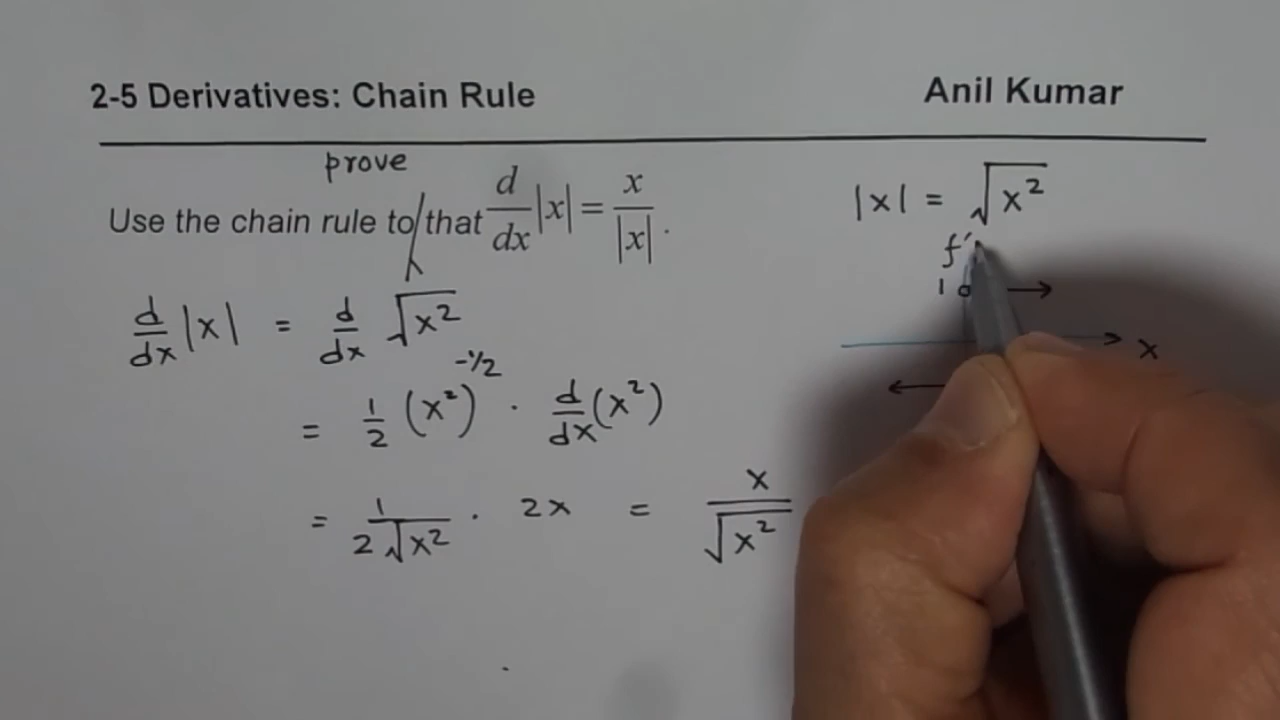 2-5 Derivatives: Chain Rule
Anil Kumar
prove
Use the chain rule to that d/dx |x| = x/|x| .
d/dx |x| = d/dx √x²
= 1/2 (x²)^-1/2 · d/dx (x²)
= 1/2√x² · 2x = x/√x²
|x| = √x²
f'
1
x